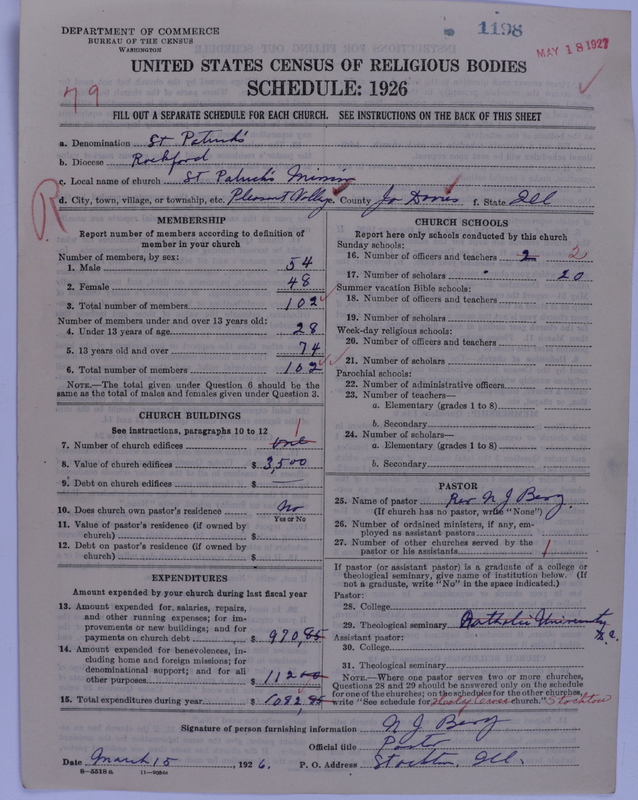 DEPARTMENT OF COMMERCE
BUREAU OF THE CENSUS
WASHINGTON
1198
MAY 18 1927
UNITED STATES CENSUS OF RELIGIOUS BODIES
SCHEDULE: 1926
79
FILL OUT A SEPARATE SCHEDULE FOR EACH CHURCH. SEE INSTRUCTIONS ON THE BACK OF THIS SHEET
a. Denomination St Patrick's
b. Diocese Rockford
c. Local name of church St Patrick's Mission
d. City, town, village, or township, etc. Pleasant Valley e. County Jo Daviess f. State Ill
R
MEMBERSHIP
Report number of members according to definition of member in your church
Number of members, by sex:
1. Male 54
2. Female 48
3. Total number of members 102
Number of members under and over 13 years old:
4. Under 13 years of age 28
5. 13 years old and over 74
6. Total number of members 102
NOTE.—The total given under Question 6 should be the same as the total of males and females given under Question 3.
CHURCH BUILDINGS
See instructions, paragraphs 10 to 12
7. Number of church edifices one 1
8. Value of church edifices $ 3,500
9. Debt on church edifices $ —
10. Does church own pastor's residence No
Yes or No
11. Value of pastor's residence (if owned by church) $
12. Debt on pastor's residence (if owned by church) $
EXPENDITURES
Amount expended by your church during last fiscal year
13. Amount expended for salaries, repairs, and other running expenses; for improvements or new buildings; and for payments on church debt $ 970,85
14. Amount expended for benevolences, including home and foreign missions; for denominational support; and for all other purposes $ 112 00
15. Total expenditures during year $ 1082,85
CHURCH SCHOOLS
Report here only schools conducted by this church
Sunday schools:
16. Number of officers and teachers 2 2
17. Number of scholars 20
Summer vacation Bible schools:
18. Number of officers and teachers
19. Number of scholars
Week-day religious schools:
20. Number of officers and teachers
21. Number of scholars
Parochial schools:
22. Number of administrative officers
23. Number of teachers—
a. Elementary (grades 1 to 8)
b. Secondary
24. Number of scholars—
a. Elementary (grades 1 to 8)
b. Secondary
PASTOR
25. Name of pastor Rev. N J Berg.
(If church has no pastor, write "None")
26. Number of ordained ministers, if any, employed as assistant pastors
27. Number of other churches served by the pastor or his assistants 1
If pastor (or assistant pastor) is a graduate of a college or theological seminary, give name of institution below. (If not a graduate, write "No" in the space indicated.)
Pastor:
28. College
29. Theological seminary Catholic University
Assistant pastor:
30. College
31. Theological seminary
NOTE.—Where one pastor serves two or more churches, Questions 28 and 29 should be answered only on the schedule for one of the churches; on the schedules for the other churches, write "See schedule for Holy Cross church." Stockton
Signature of person furnishing information N J Berg
Official title Pastor
Date March 15, 1926. P. O. Address Stockton, Ill.
8-5518a 11-9